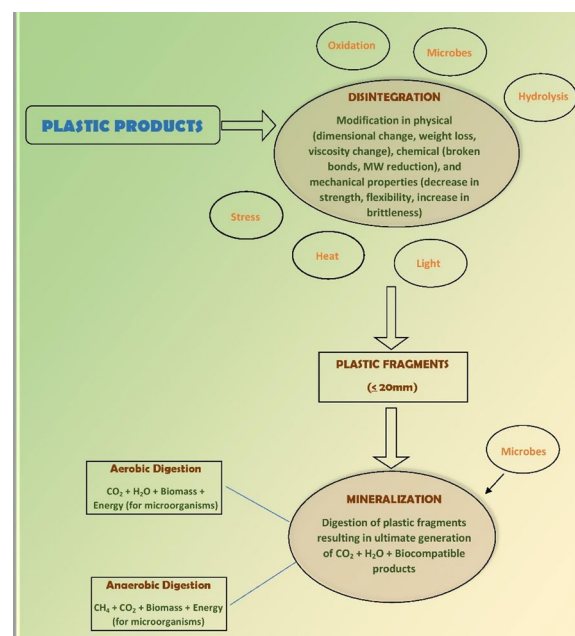 Oxidation
Microbes
Hydrolysis
PLASTIC PRODUCTS
DISINTEGRATION
Modification in physical
(dimensional change, weight loss,
viscosity change), chemical (broken
bonds, MW reduction), and
mechanical properties (decrease in
strength, flexibility, increase in
brittleness)
Stress
Heat
Light
PLASTIC FRAGMENTS
(≤ 20mm)
Microbes
Aerobic Digestion
CO₂ + H₂O + Biomass +
Energy (for microorganisms)
MINERALIZATION
Digestion of plastic fragments
resulting in ultimate generation
of CO₂ + H₂O + Biocompatible
products
Anaerobic Digestion
CH₄ + CO₂ + Biomass + Energy
(for microorganisms)